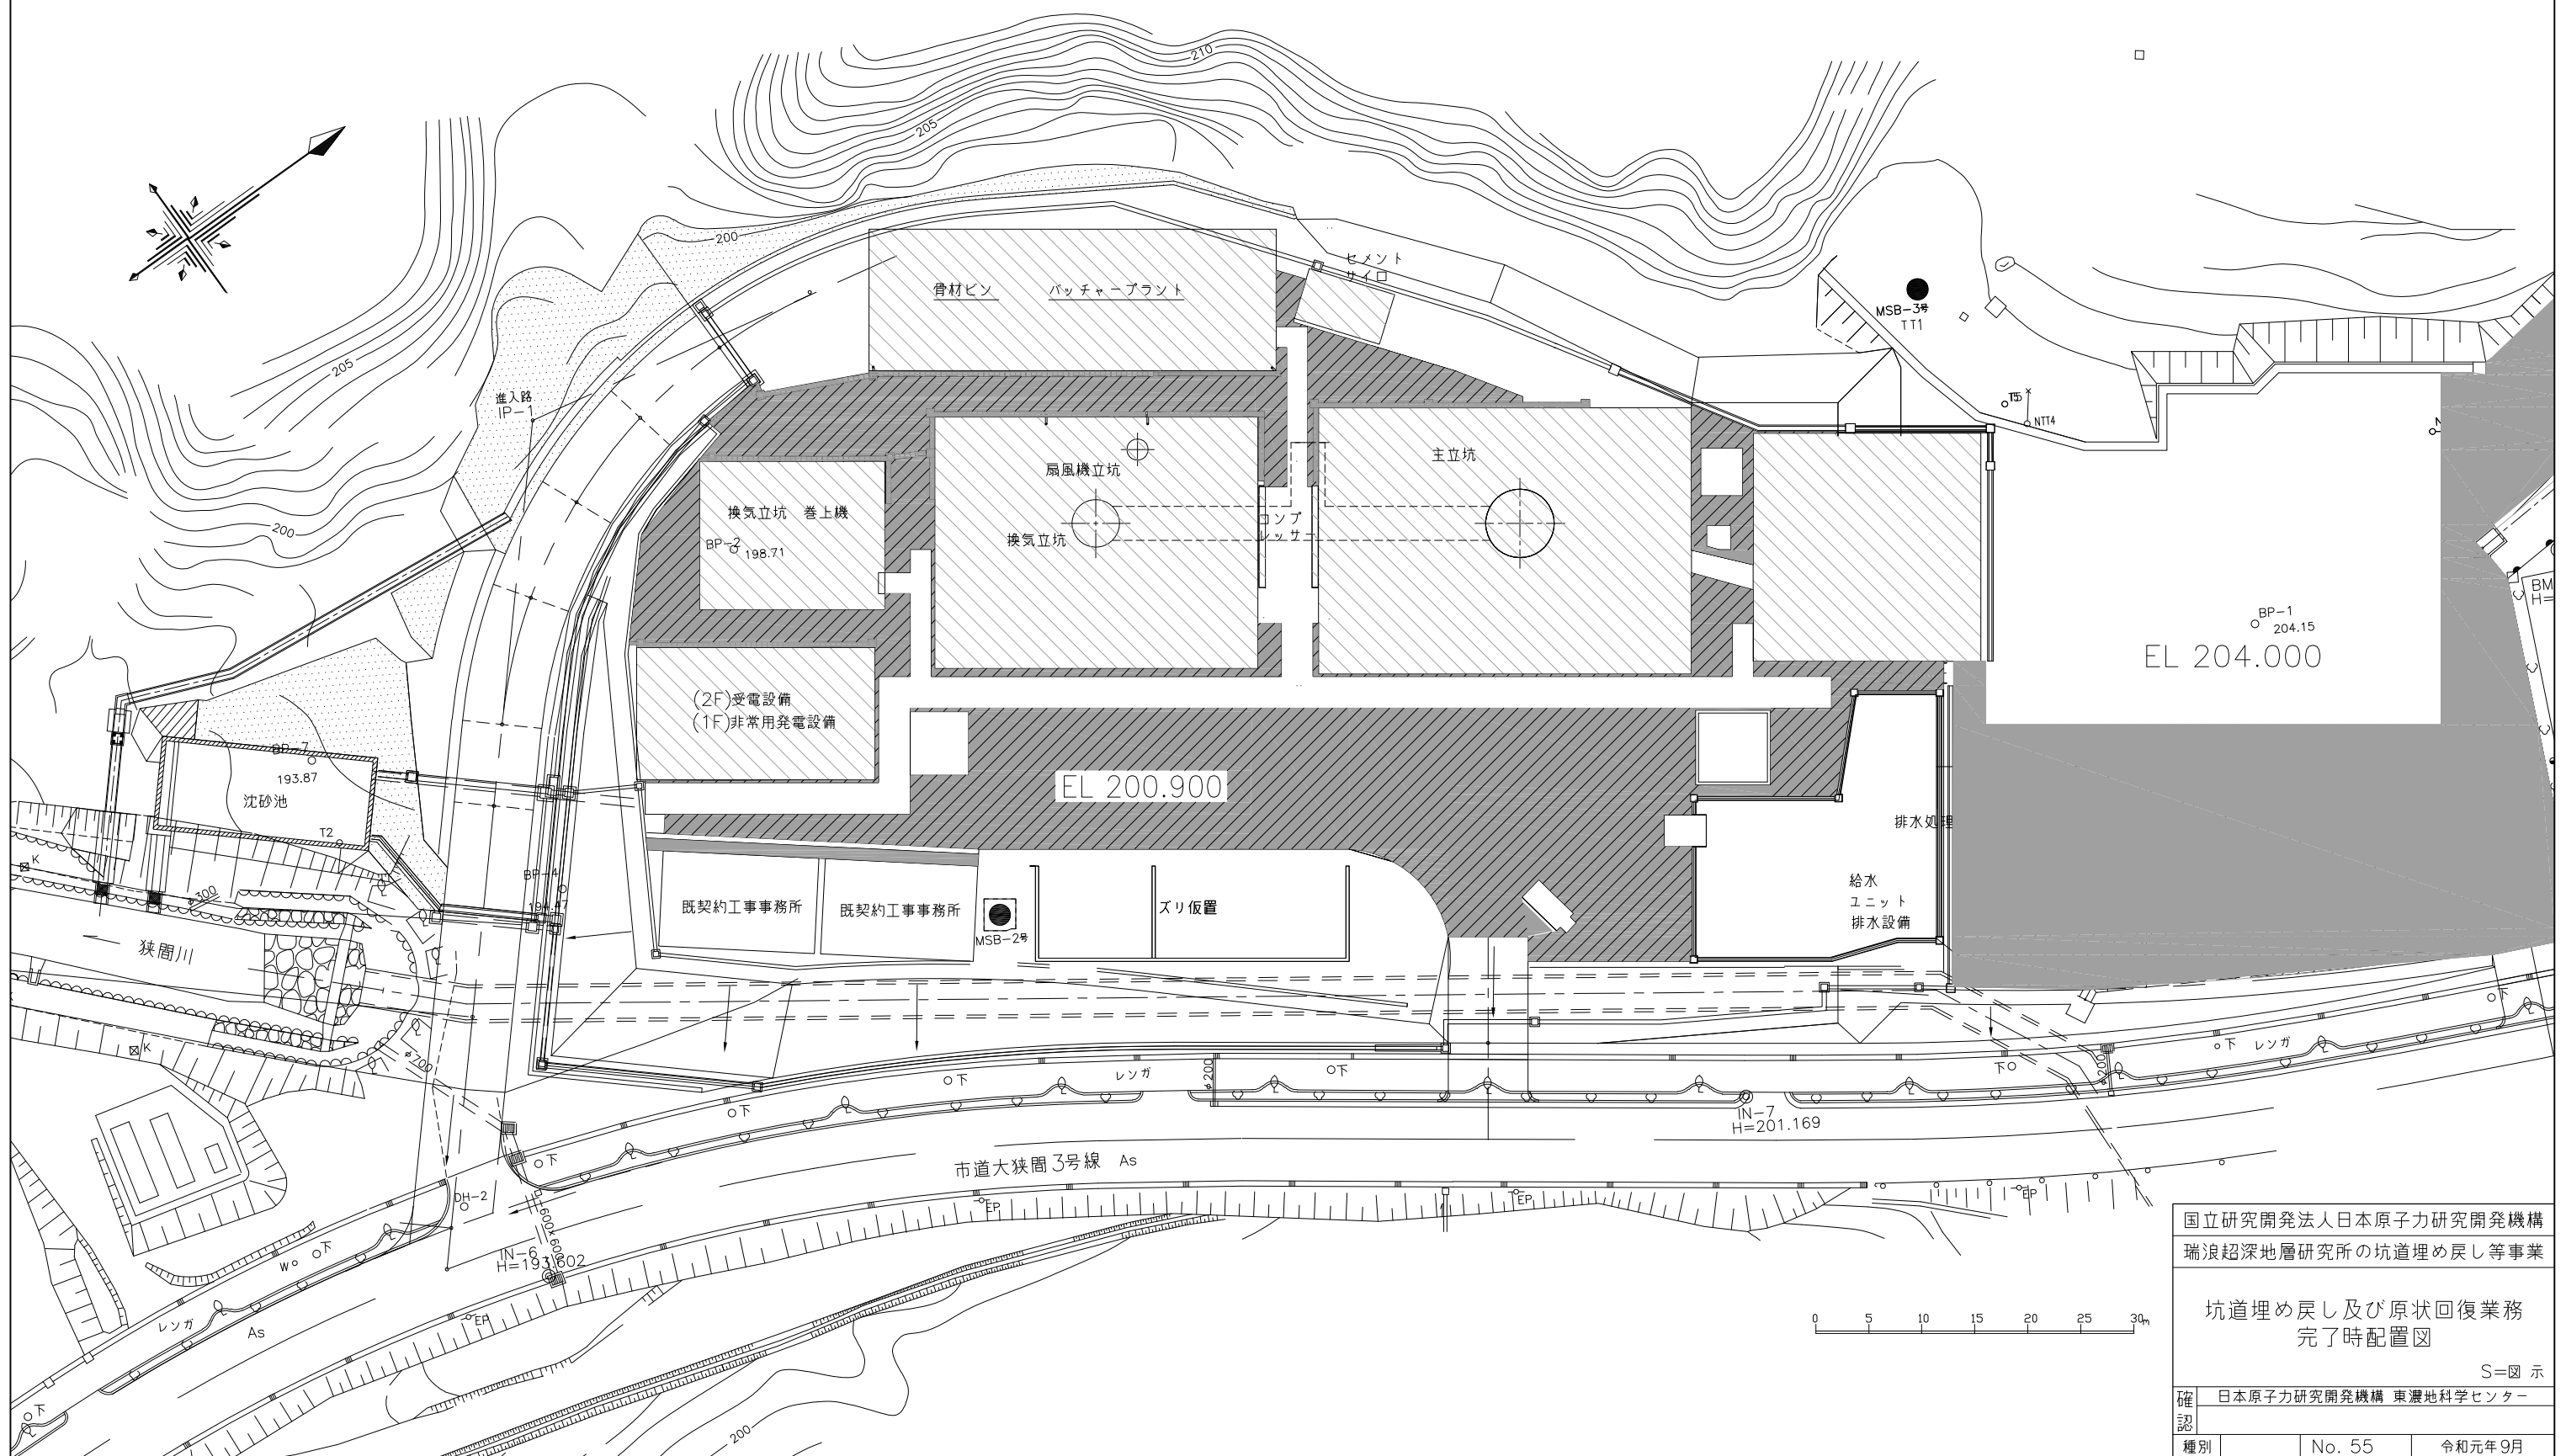 210
205
200
セメント
サイロ
骨材ビン
バッチャープラント
MSB-3号
TT1
205
進入路
IP-1
NTT4
主立坑
扇風機立坑
換気立坑　巻上機
BP-2
198.71
換気立坑
コンプ
レッサー
200
BM
H=
BP-1
204.15
EL 204.000
(2F)受電設備
(1F)非常用発電設備
BP-7
193.87
沈砂池
EL 200.900
T2
排水処理
K
BP-4
194.47
φ300
給水
ユニット
排水設備
既契約工事事務所
既契約工事事務所
MSB-2号
ズリ仮置
狭間川
K
φ700
下
下
レンガ
φ200
下
下
φ200
下
レンガ
下
IN-7
H=201.169
下
市道大狭間3号線 As
DH-2
600x600
EP
EP
EP
IN-6
H=193.602
W
下
EP
レンガ
As
下
200
0 5 10 15 20 25 30m
国立研究開発法人日本原子力研究開発機構
瑞浪超深地層研究所の坑道埋め戻し等事業
坑道埋め戻し及び原状回復業務
完了時配置図
S=図 示
確認
日本原子力研究開発機構 東濃地科学センター
種別
No. 55
令和元年9月